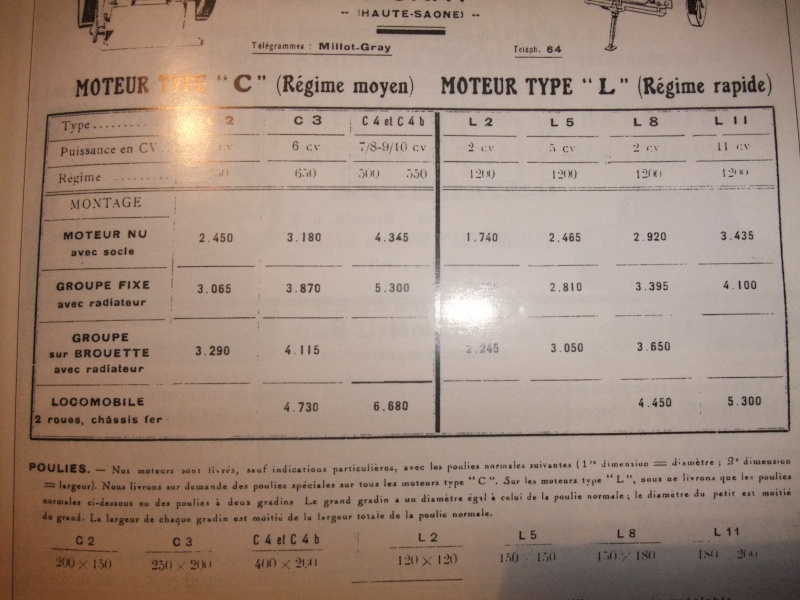 -- (HAUTE-SAONE) --
Télégrammes : Millot-Gray Téléph. 64
MOTEUR TYPE "C" (Régime moyen) MOTEUR TYPE "L" (Régime rapide)
Type.......... 2 C 3 C 4 et C 4 b L 2 L 5 L 8 L 11
Puissance en CV. cv 6 cv 7/8-9/10 cv 2 cv 5 cv 2 cv 11 cv
Régime ........ 650 500 550 1200 1200 1200 1200
MONTAGE
MOTEUR NU 2.450 3.180 4.345 1.740 2.465 2.920 3.435
avec socle
GROUPE FIXE 3.065 3.870 5.300 2.810 3.395 4.100
avec radiateur
GROUPE
sur BROUETTE 3.290 4.115 2.245 3.050 3.650
avec radiateur
LOCOMOBILE 4.730 6.680 4.450 5.300
2 roues, châssis fer
POULIES. — Nos moteurs sont livrés, sauf indications particulières, avec les poulies normales suivantes (1re dimension = diamètre ; 2e dimension
= largeur). Nous livrons sur demande des poulies spéciales sur tous les moteurs type "C". Sur les moteurs type "L", nous ne livrons que les poulies
normales ci-dessous ou des poulies à deux gradins Le grand gradin a un diamètre égal à celui de la poulie normale ; le diamètre du petit est moitié
du grand. La largeur de chaque gradin est moitié de la largeur totale de la poulie normale.
C 2 C 3 C 4 et C 4 b L 2 L 5 L 8 L 11
200 × 150 250 × 200 400 × 200 120 × 120 150 × 150 150 × 180 180 200